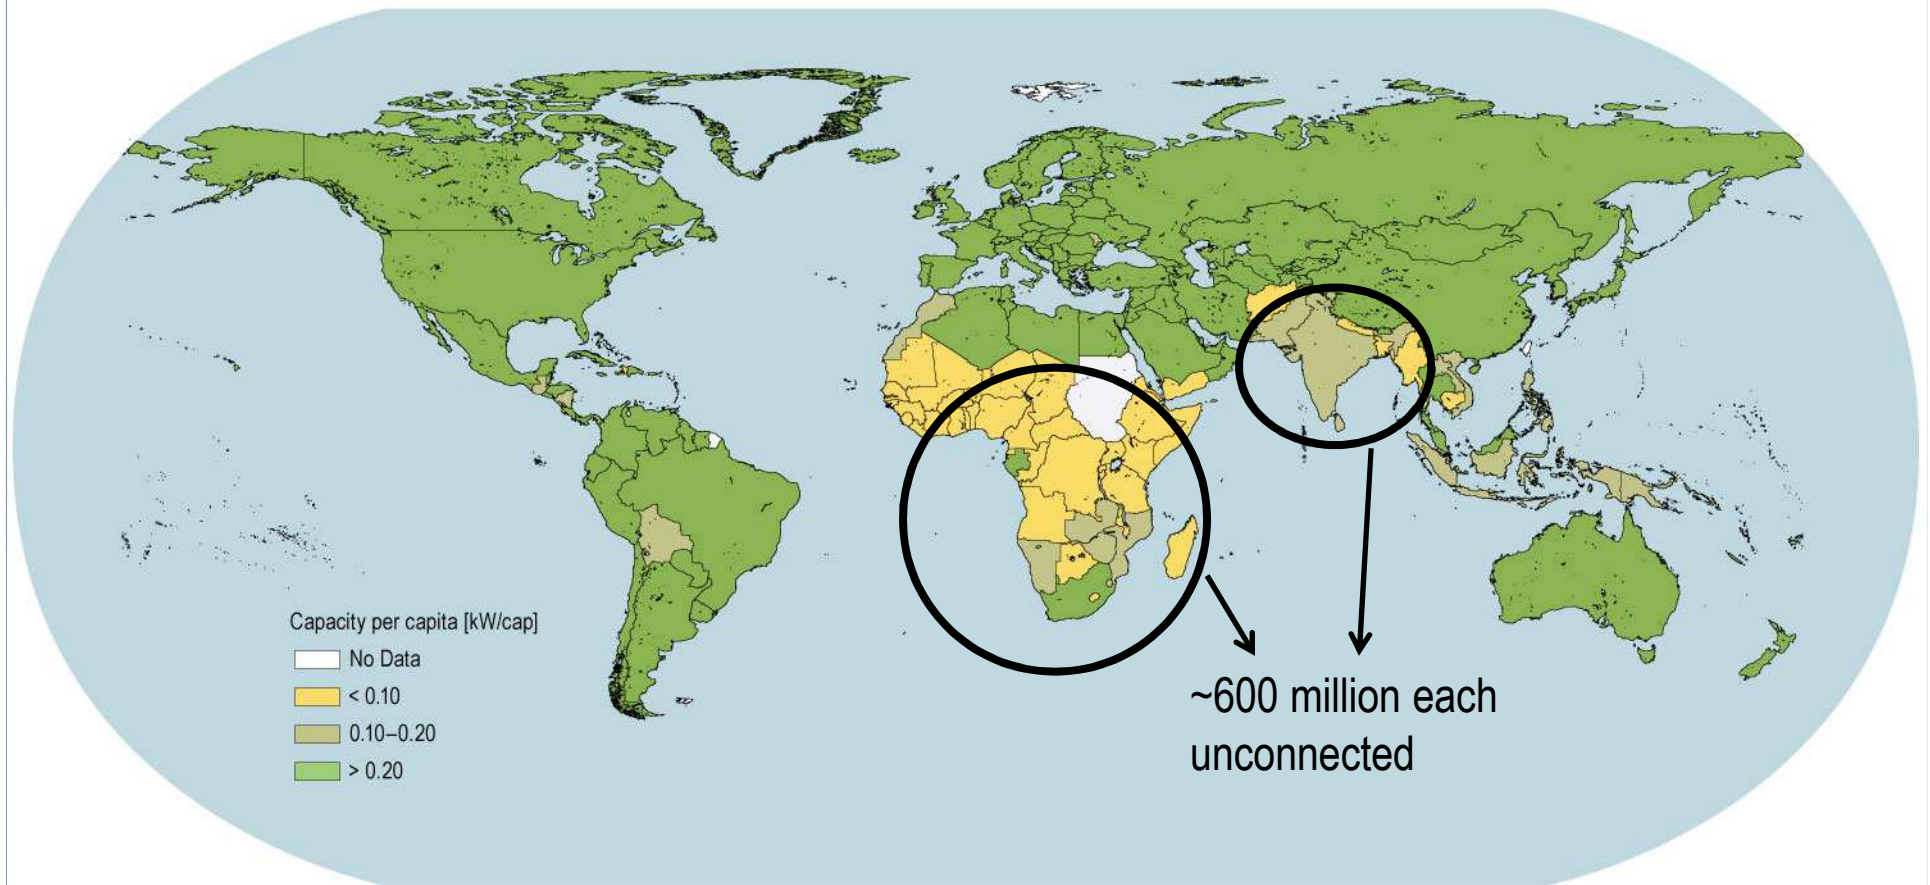 Capacity per capita [kW/cap]
No Data
< 0.10
0.10–0.20
> 0.20
~600 million each
unconnected